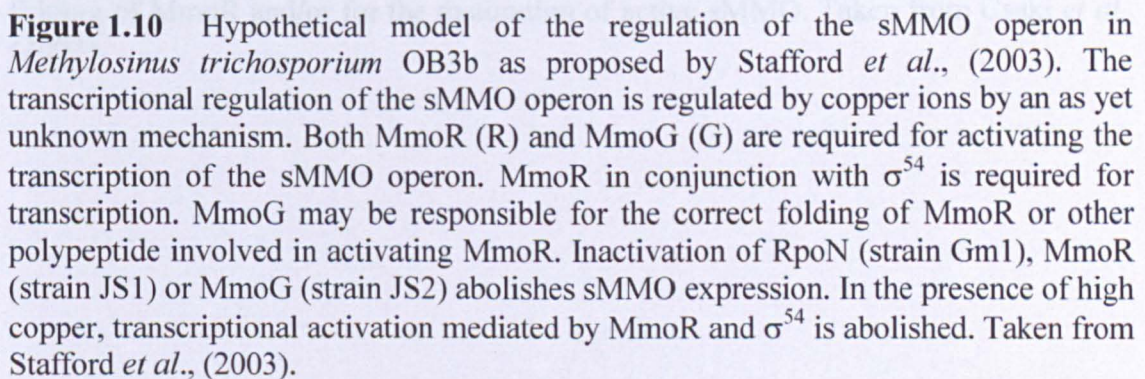 Figure 1.10 Hypothetical model of the regulation of the sMMO operon in
Methylosinus trichosporium OB3b as proposed by Stafford et al., (2003). The
transcriptional regulation of the sMMO operon is regulated by copper ions by an as yet
unknown mechanism. Both MmoR (R) and MmoG (G) are required for activating the
transcription of the sMMO operon. MmoR in conjunction with σ⁵⁴ is required for
transcription. MmoG may be responsible for the correct folding of MmoR or other
polypeptide involved in activating MmoR. Inactivation of RpoN (strain Gm1), MmoR
(strain JS1) or MmoG (strain JS2) abolishes sMMO expression. In the presence of high
copper, transcriptional activation mediated by MmoR and σ⁵⁴ is abolished. Taken from
Stafford et al., (2003).